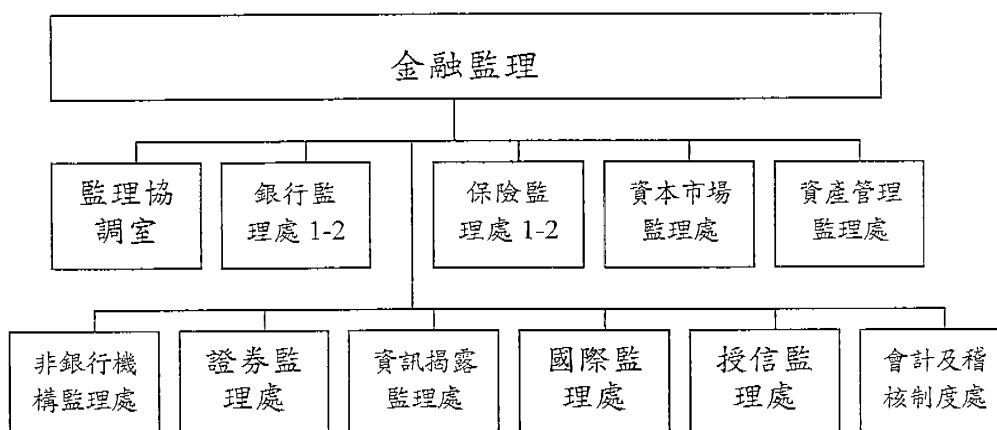 金融監理
監理協
調室
銀行監
理處 1-2
保險監
理處 1-2
資本市場
監理處
資產管理
監理處
非銀行機
構監理處
證券監
理處
資訊揭露
監理處
國際監
理處
授信監
理處
會計及稽
核制度處